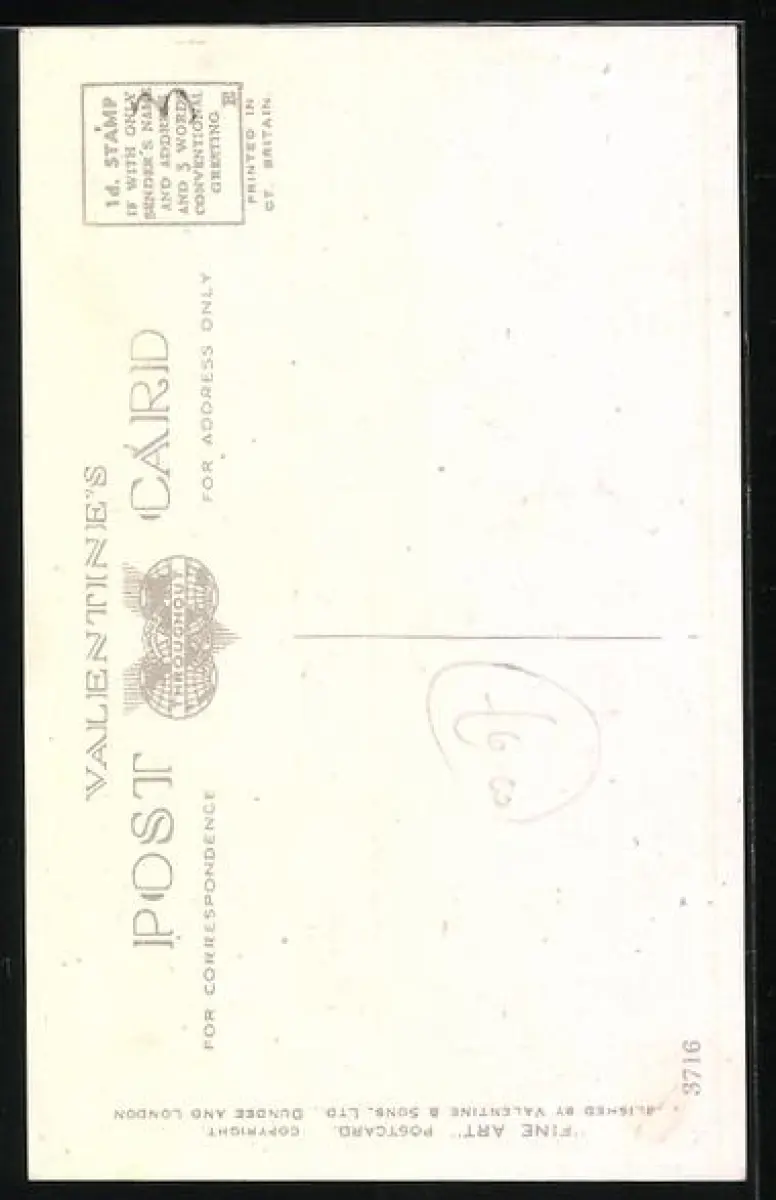 VALENTINE'S
POST CARD
THROUGHOUT
FOR CORRESPONDENCE
FOR ADDRESS ONLY
1d. STAMP
IF WITH ONLY
SENDER'S NAME
AND ADDRESS
AND 5 WORDS
CONVENTIONAL
GREETING
E
PRINTED IN
GT. BRITAIN.
"FINE ART" POSTCARD. COPYRIGHT.
PUBLISHED BY VALENTINE & SONS, LTD. DUNDEE AND LONDON
3716